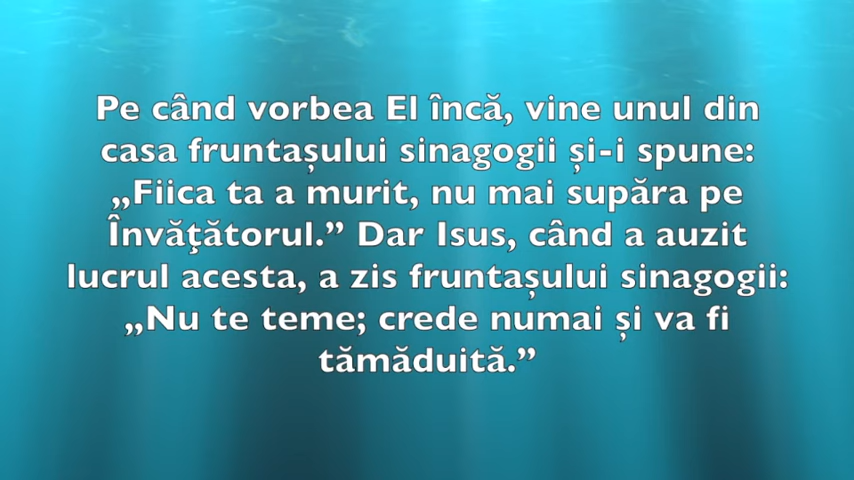 Pe când vorbea El încă, vine unul din
casa fruntașului sinagogii și-i spune:
„Fiica ta a murit, nu mai supăra pe
Învăţătorul.” Dar Isus, când a auzit
lucrul acesta, a zis fruntașului sinagogii:
„Nu te teme; crede numai și va fi
tămăduită.”